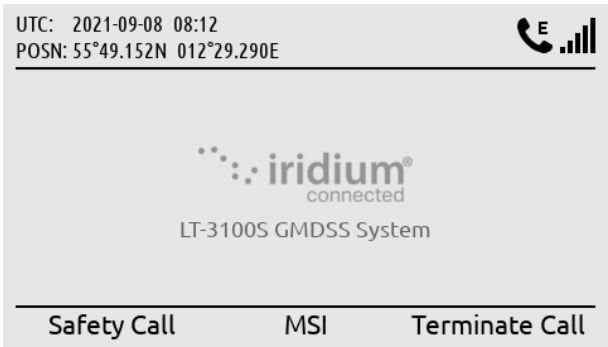 UTC: 2021-09-08 08:12
POSN: 55°49.152N 012°29.290E
E
iridium®
connected
LT-3100S GMDSS System
Safety Call MSI Terminate Call